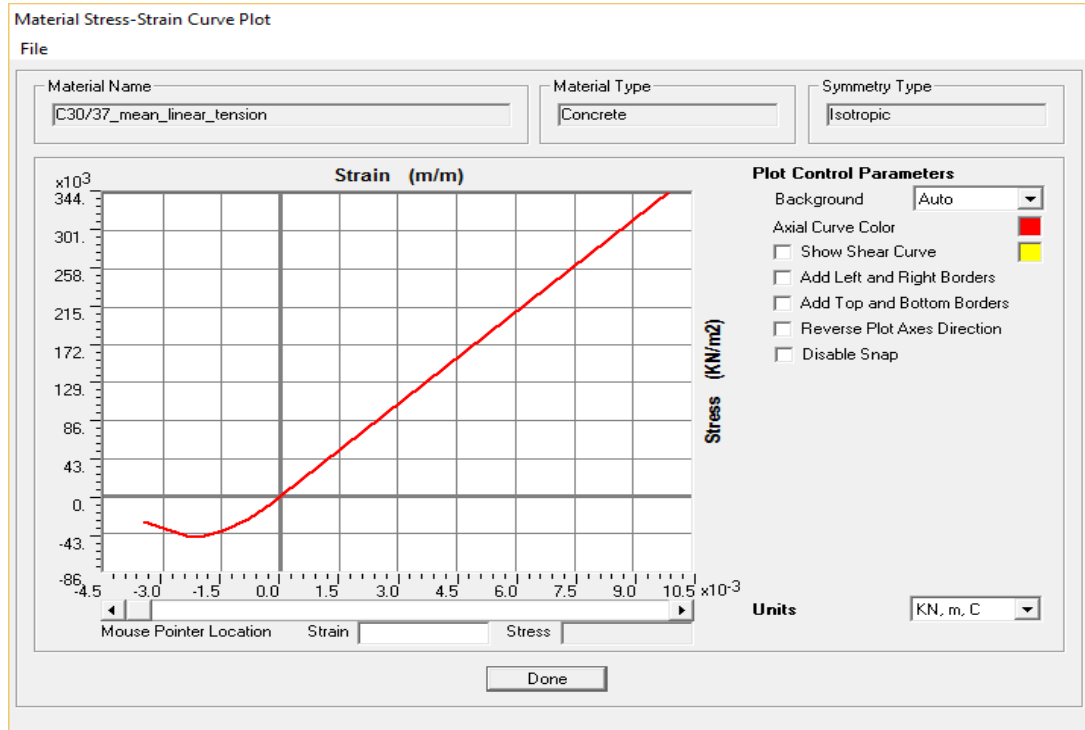 Material Stress-Strain Curve Plot
File
Material Name
C30/37_mean_linear_tension
Material Type
Concrete
Symmetry Type
Isotropic
Strain (m/m)
x103
344.
301.
258.
215.
172.
129.
86.
43.
0.
-43.
-86.
-4.5 -3.0 -1.5 0.0 1.5 3.0 4.5 6.0 7.5 9.0 10.5 x10-3
Stress (KN/m2)
Mouse Pointer Location Strain Stress
Plot Control Parameters
Background Auto
Axial Curve Color
Show Shear Curve
Add Left and Right Borders
Add Top and Bottom Borders
Reverse Plot Axes Direction
Disable Snap
Units KN, m, C
Done